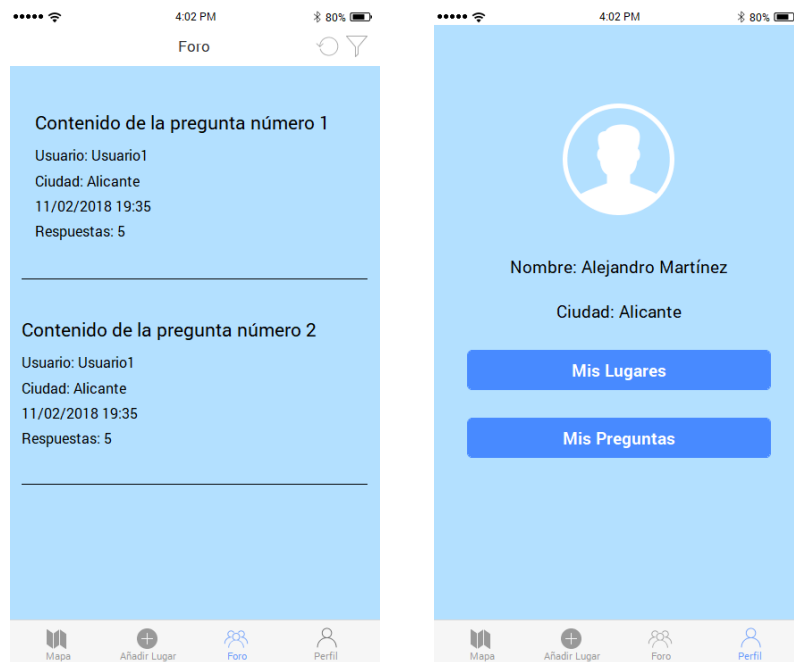 4:02 PM
80%
Foro
Contenido de la pregunta número 1
Usuario: Usuario1
Ciudad: Alicante
11/02/2018 19:35
Respuestas: 5
Contenido de la pregunta número 2
Usuario: Usuario1
Ciudad: Alicante
11/02/2018 19:35
Respuestas: 5
Mapa
Añadir Lugar
Foro
Perfil
4:02 PM
80%
Nombre: Alejandro Martínez
Ciudad: Alicante
Mis Lugares
Mis Preguntas
Mapa
Añadir Lugar
Foro
Perfil